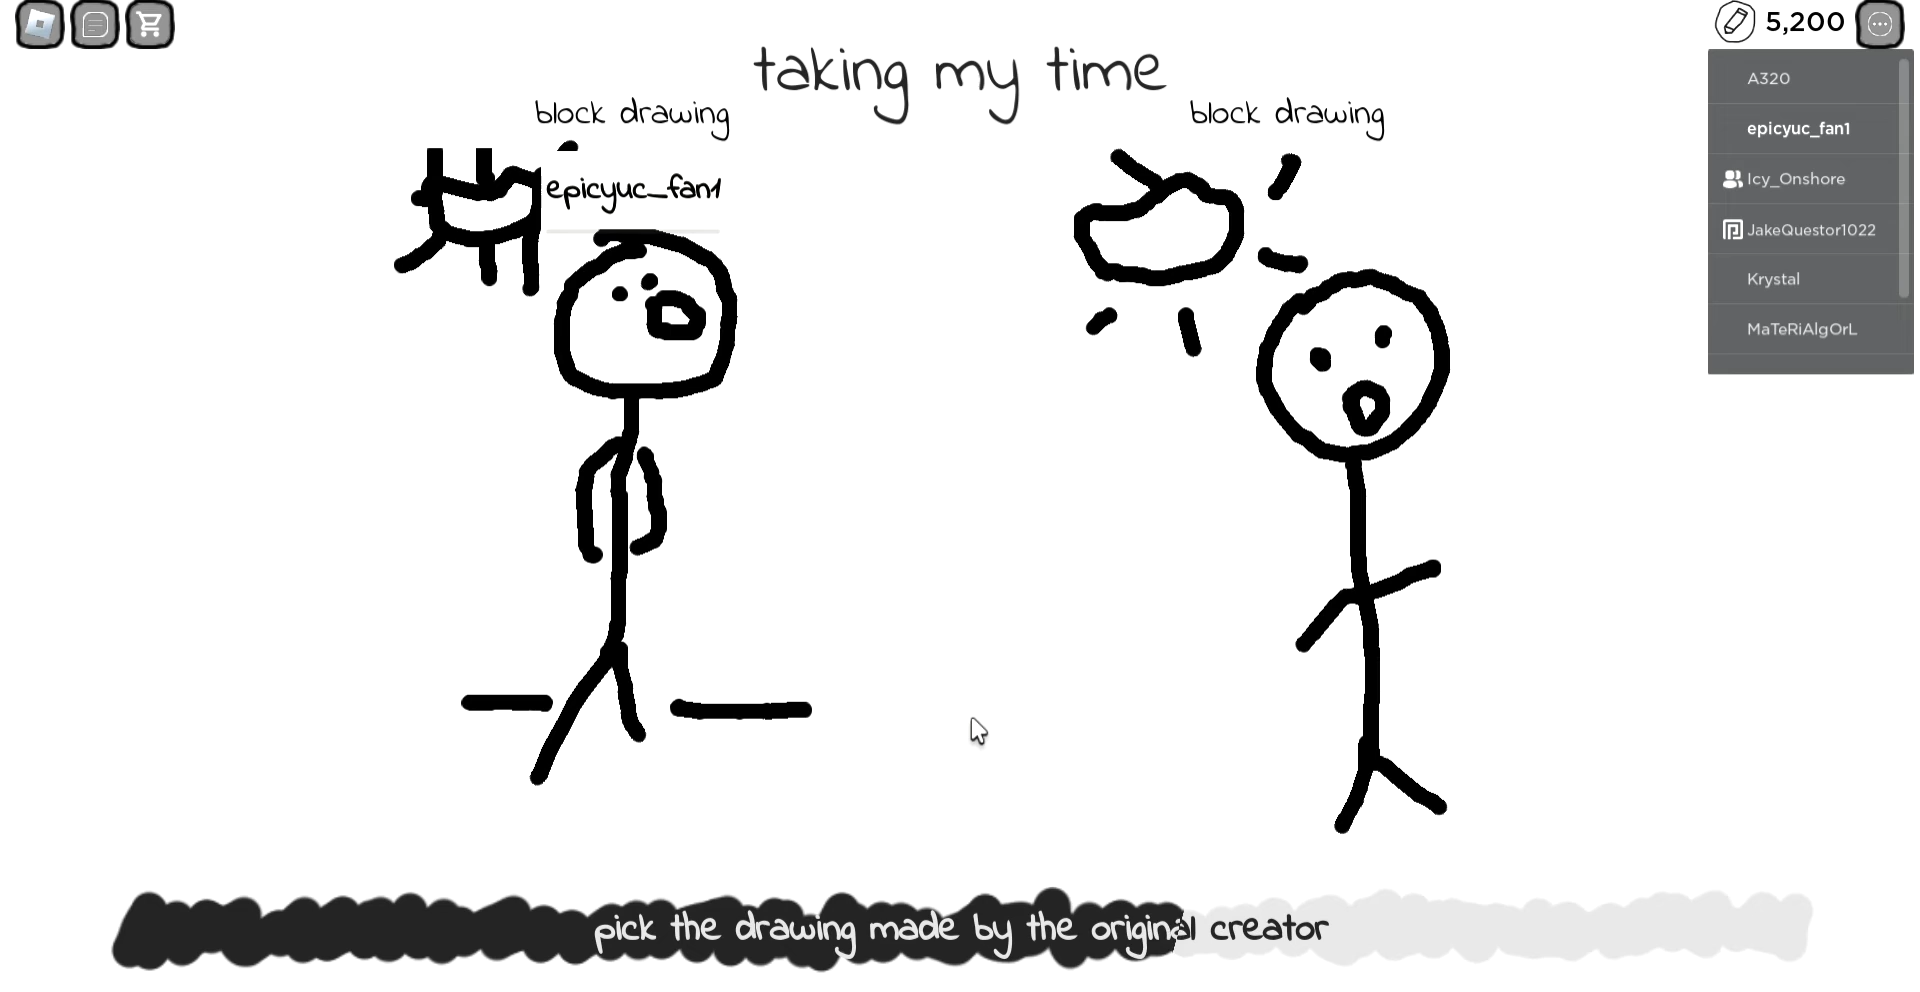 5,200
taking my time
block drawing
block drawing
epicyuc_fan1
A320
epicyuc_fan1
Icy_Onshore
JakeQuestor1022
Krystal
MaTeRiAlgOrL
pick the drawing made by the original creator